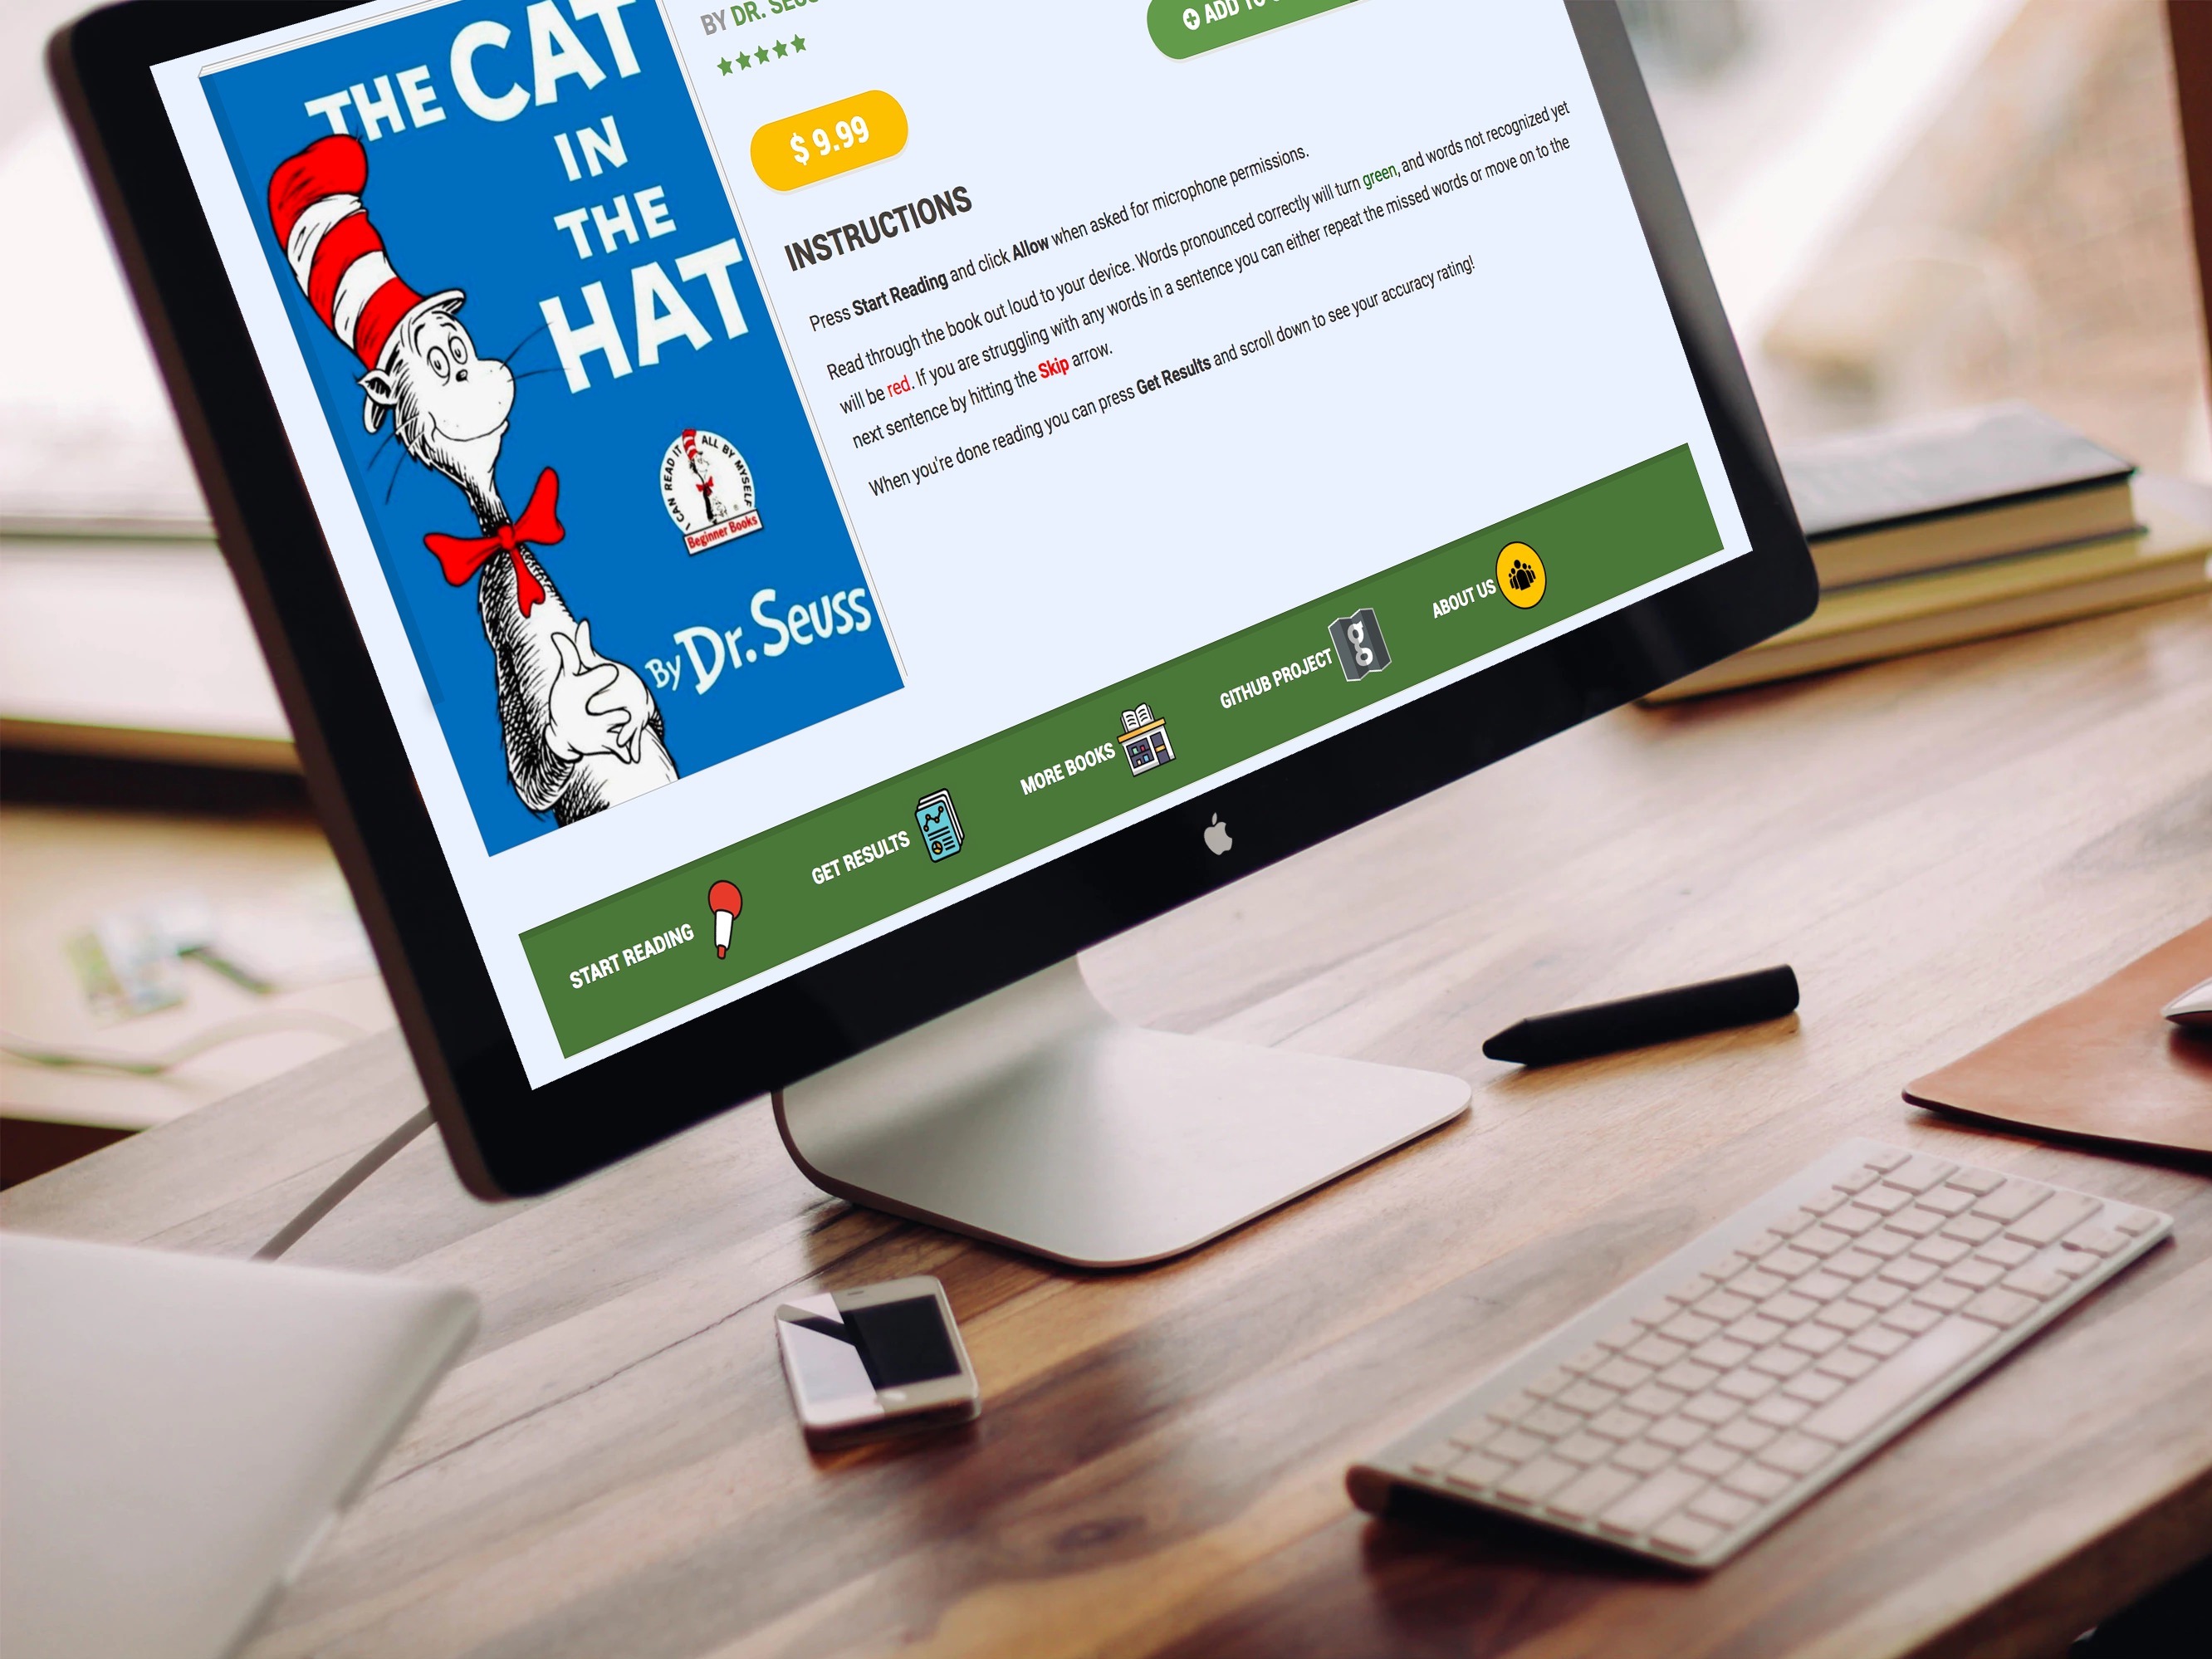 THE CAT
IN
THE
HAT
I CAN READ IT ALL BY MYSELF
Beginner Books
By Dr. Seuss
BY DR. SEUSS
ADD TO
$ 9.99
INSTRUCTIONS
Press Start Reading and click Allow when asked for microphone permissions.
Read through the book out loud to your device. Words pronounced correctly will turn green, and words not recognized yet
will be red. If you are struggling with any words in a sentence you can either repeat the missed words or move on to the
next sentence by hitting the Skip arrow.
When you're done reading you can press Get Results and scroll down to see your accuracy rating!
START READING
GET RESULTS
MORE BOOKS
GITHUB PROJECT
g
ABOUT US